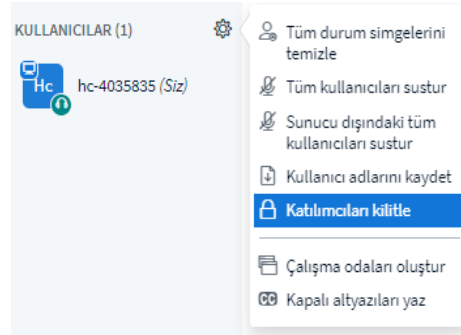 KULLANICILAR (1)
Hc
hc-4035835 (Siz)
Tüm durum simgelerini
temizle
Tüm kullanıcıları sustur
Sunucu dışındaki tüm
kullanıcıları sustur
Kullanıcı adlarını kaydet
Katılımcıları kilitle
Çalışma odaları oluştur
CC Kapalı altyazıları yaz